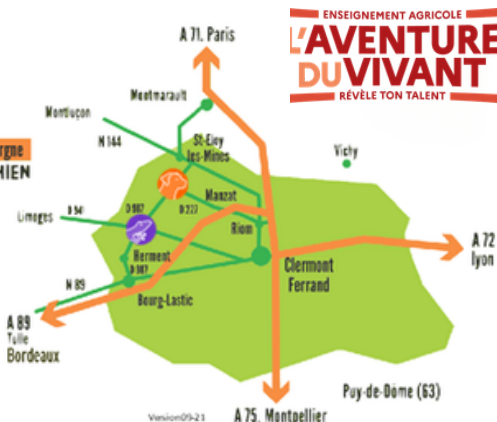 ENSEIGNEMENT AGRICOLE
L'AVENTURE
DU VIVANT
RÉVÈLE TON TALENT
A 71. Paris
Montmarault
Montluçon
N 144
St-Eloy
les-Mines
Vichy
rgne
HIEN
Manzat
D 987
D 227
Limoges
D 941
Riom
A 72
lyon
Herment
D 987
Clermont
Ferrand
N 89
Bourg-Lastic
A 89
Tulle
Bordeaux
Puy-de-Dôme (63)
Version09-21
A 75. Montpellier